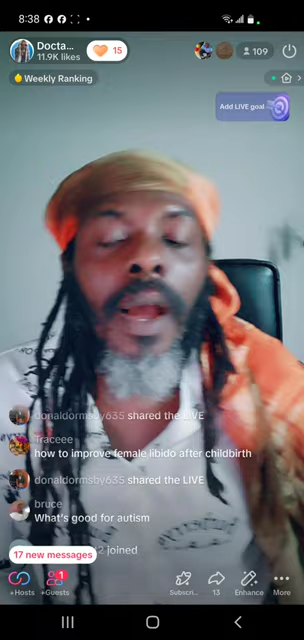 8:38
Docta...
11.9K likes
15
109
Weekly Ranking
Add LIVE goal
donaldormsby635 shared the LIVE
Traceee
how to improve female libido after childbirth
donaldormsby635 shared the LIVE
bruce
What's good for autism
17 new messages
2 joined
+Hosts
+Guests
1
Subscri...
13
Enhance
More